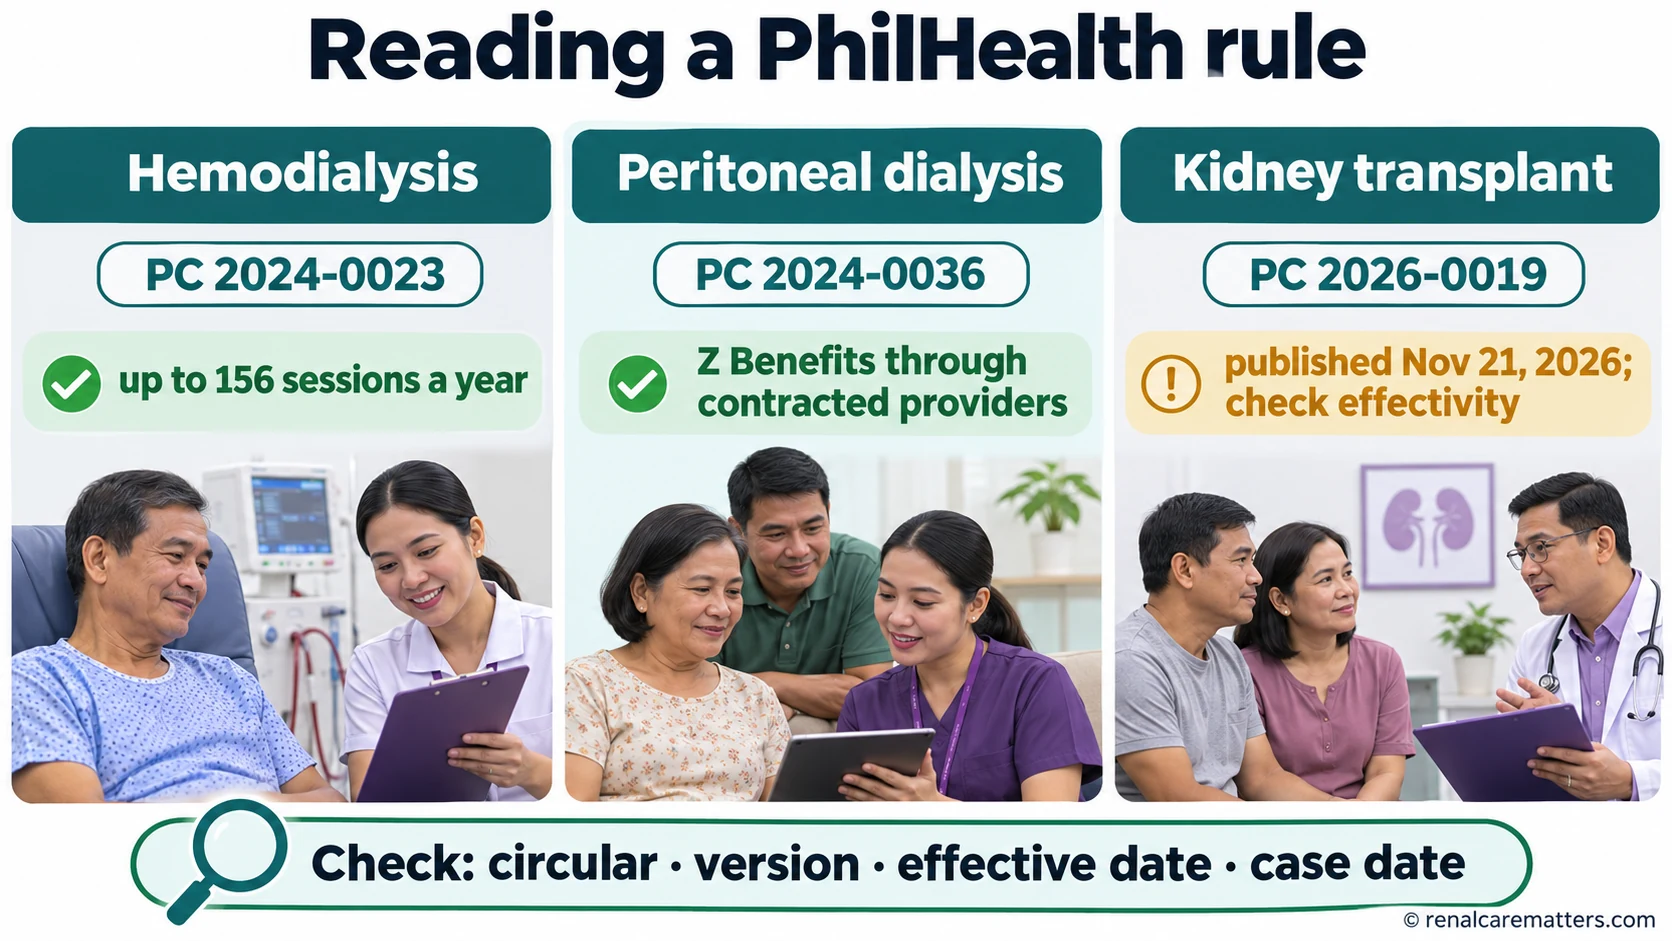 Reading a PhilHealth rule
Hemodialysis
PC 2024-0023
up to 156 sessions a year
Peritoneal dialysis
PC 2024-0036
Z Benefits through
contracted providers
Kidney transplant
PC 2026-0019
published Nov 21, 2026;
check effectivity
Check: circular · version · effective date · case date
© renalcarematters.com